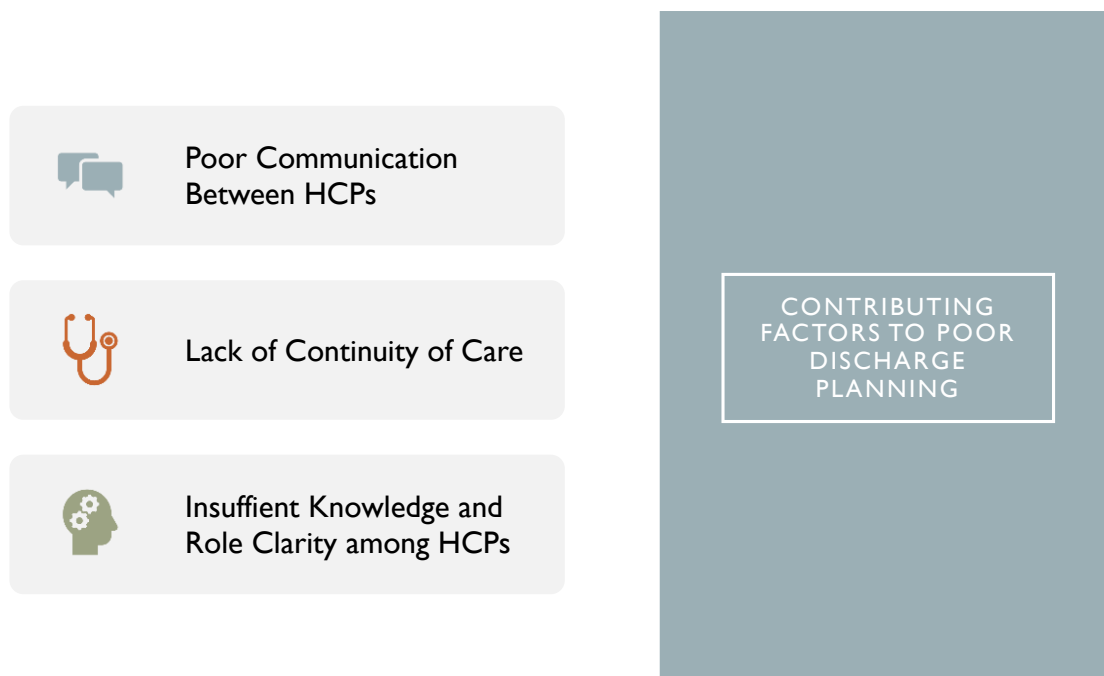 Poor Communication
Between HCPs
Lack of Continuity of Care
Insuffient Knowledge and
Role Clarity among HCPs
CONTRIBUTING
FACTORS TO POOR
DISCHARGE
PLANNING